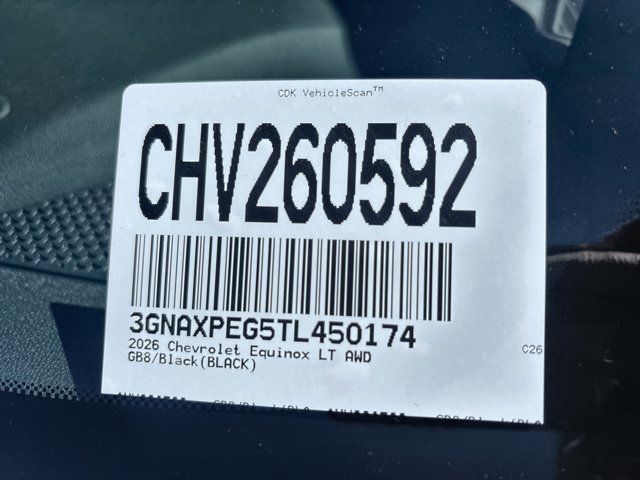 CDK VehicleScan™
CHV260592
3GNAXPEG5TL450174
2026 Chevrolet Equinox LT AWD
GB8/Black(BLACK)
C26